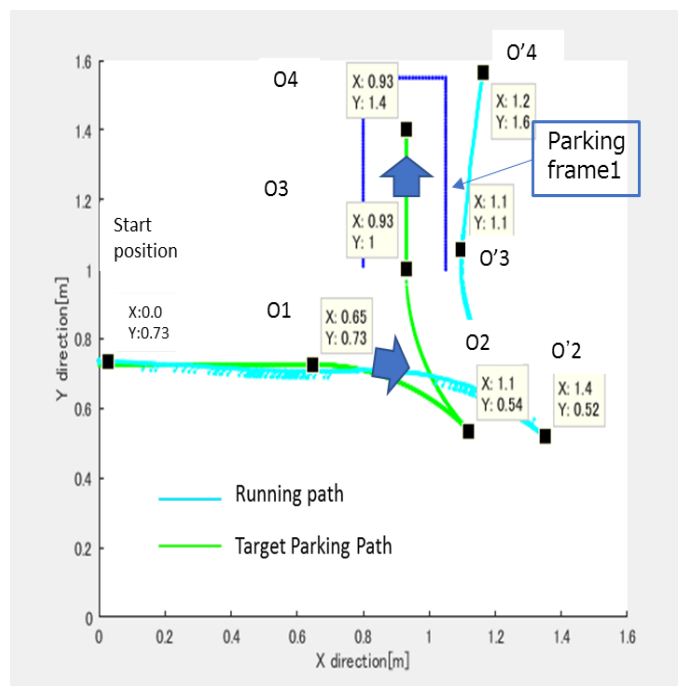 O'4
1.6
O4
X: 0.93
Y: 1.4
X: 1.2
Y: 1.6
1.4
Parking
frame1
1.2
O3
X: 1.1
Y: 1.1
X: 0.93
Y: 1
Start
position
O'3
1
X:0.0
Y:0.73
O1
X: 0.65
Y: 0.73
0.8
O2
O'2
X: 1.1
Y: 0.54
X: 1.4
Y: 0.52
0.6
Y direction[m]
0.4
Running path
Target Parking Path
0.2
0
0 0.2 0.4 0.6 0.8 1 1.2 1.4 1.6
X direction[m]